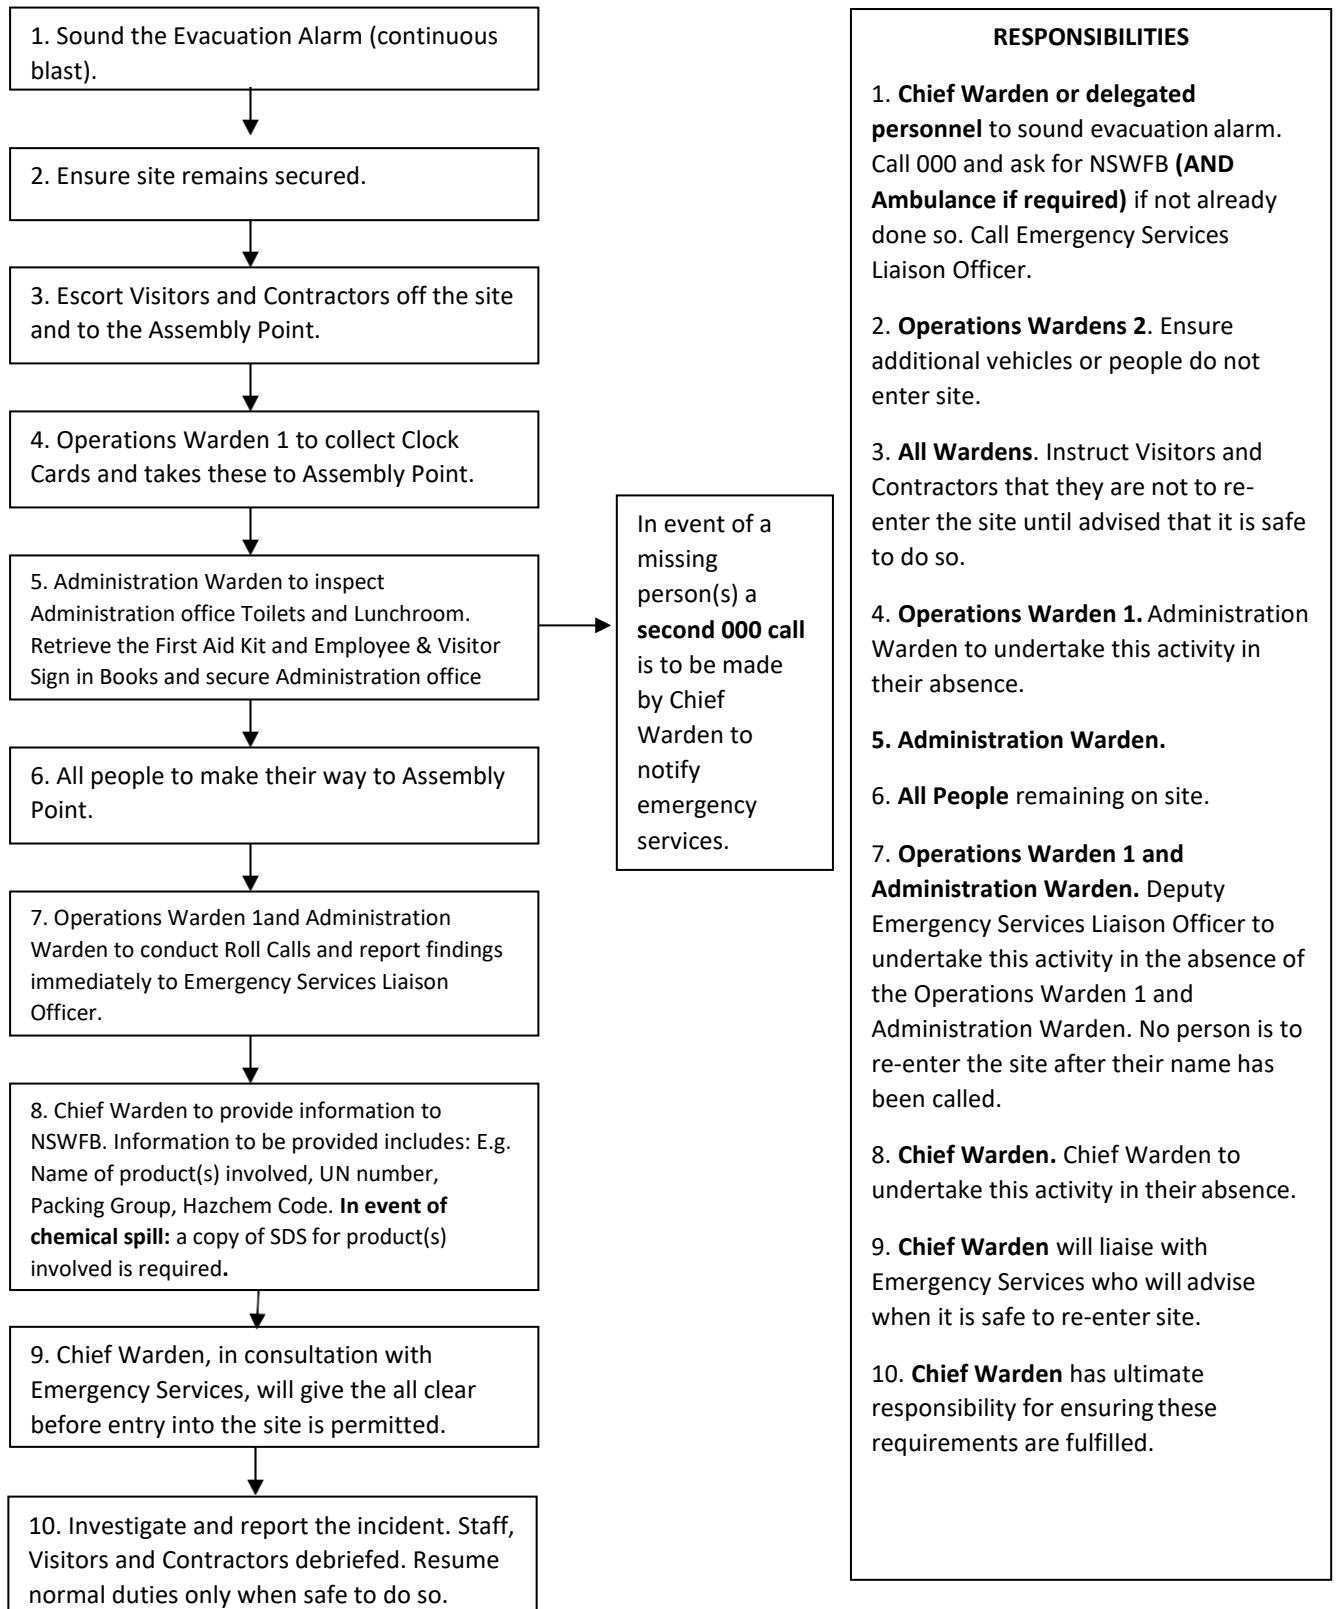 1. Sound the Evacuation Alarm (continuous
blast).
2. Ensure site remains secured.
3. Escort Visitors and Contractors off the site
and to the Assembly Point.
4. Operations Warden 1 to collect Clock
Cards and takes these to Assembly Point.
5. Administration Warden to inspect
Administration office Toilets and Lunchroom.
Retrieve the First Aid Kit and Employee & Visitor
Sign in Books and secure Administration office
In event of a
missing
person(s) a
second 000 call
is to be made
by Chief
Warden to
notify
emergency
services.
6. All people to make their way to Assembly
Point.
7. Operations Warden 1and Administration
Warden to conduct Roll Calls and report findings
immediately to Emergency Services Liaison
Officer.
8. Chief Warden to provide information to
NSWFB. Information to be provided includes: E.g.
Name of product(s) involved, UN number,
Packing Group, Hazchem Code. In event of
chemical spill: a copy of SDS for product(s)
involved is required.
9. Chief Warden, in consultation with
Emergency Services, will give the all clear
before entry into the site is permitted.
10. Investigate and report the incident. Staff,
Visitors and Contractors debriefed. Resume
normal duties only when safe to do so.
RESPONSIBILITIES
1. Chief Warden or delegated
personnel to sound evacuation alarm.
Call 000 and ask for NSWFB (AND
Ambulance if required) if not already
done so. Call Emergency Services
Liaison Officer.
2. Operations Wardens 2. Ensure
additional vehicles or people do not
enter site.
3. All Wardens. Instruct Visitors and
Contractors that they are not to re-
enter the site until advised that it is safe
to do so.
4. Operations Warden 1. Administration
Warden to undertake this activity in
their absence.
5. Administration Warden.
6. All People remaining on site.
7. Operations Warden 1 and
Administration Warden. Deputy
Emergency Services Liaison Officer to
undertake this activity in the absence of
the Operations Warden 1 and
Administration Warden. No person is to
re-enter the site after their name has
been called.
8. Chief Warden. Chief Warden to
undertake this activity in their absence.
9. Chief Warden will liaise with
Emergency Services who will advise
when it is safe to re-enter site.
10. Chief Warden has ultimate
responsibility for ensuring these
requirements are fulfilled.